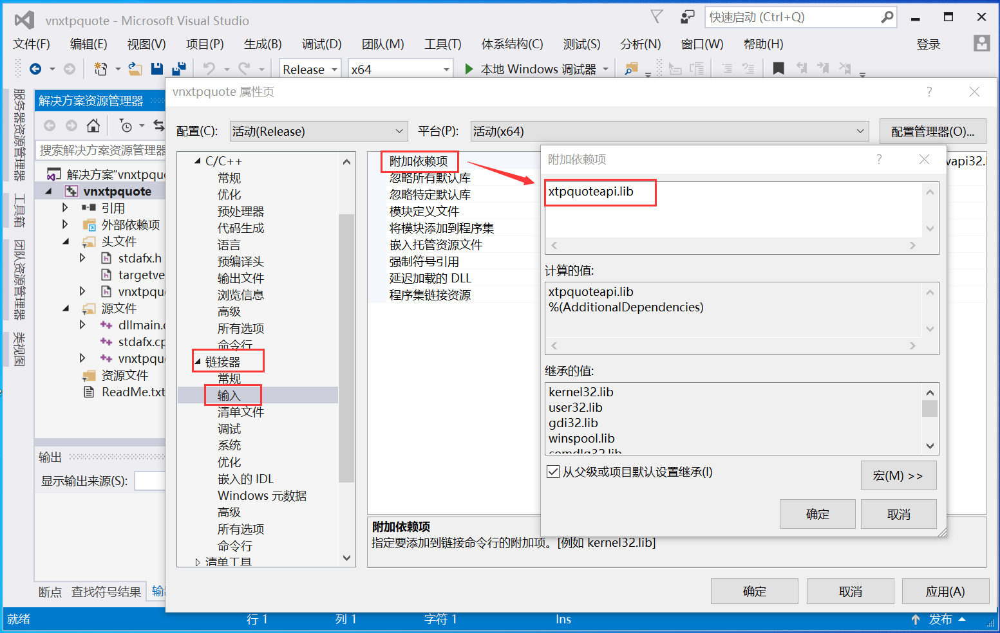 vnxtpquote - Microsoft Visual Studio
快速启动 (Ctrl+Q)
文件(F) 编辑(E) 视图(V) 项目(P) 生成(B) 调试(D) 团队(M) 工具(T) 体系结构(C) 测试(S) 分析(N) 窗口(W) 帮助(H) 登录
Release x64 本地 Windows 调试器
服务器资源管理器
工具箱
团队资源管理器
类视图
解决方案资源管理器
搜索解决方案资源管理器
解决方案"vnxtpqu
vnxtpquote
引用
外部依赖项
头文件
stdafx.h
targetve
vnxtpqu
源文件
dllmain.
stdafx.cp
vnxtpqu
资源文件
ReadMe.txt
输出
显示输出来源(S):
断点 查找符号结果 输
vnxtpquote 属性页
?
配置(C): 活动(Release) 平台(P): 活动(x64) 配置管理器(O)...
C/C++
常规
优化
预处理器
代码生成
语言
预编译头
输出文件
浏览信息
高级
所有选项
命令行
链接器
常规
输入
清单文件
调试
系统
优化
嵌入的 IDL
Windows 元数据
高级
所有选项
命令行
清单工具
附加依赖项
忽略所有默认库
忽略特定默认库
模块定义文件
将模块添加到程序集
嵌入托管资源文件
强制符号引用
延迟加载的 DLL
程序集链接资源
vapi32.l
附加依赖项
?
xtpquoteapi.lib
计算的值:
xtpquoteapi.lib
%(AdditionalDependencies)
继承的值:
kernel32.lib
user32.lib
gdi32.lib
winspool.lib
comdlg32.lib
从父级或项目默认设置继承(I)
宏(M) >>
确定 取消
附加依赖项
指定要添加到链接命令行的附加项。[例如 kernel32.lib]
确定 取消 应用(A)
就绪 行 1 列 1 字符 1 Ins 发布